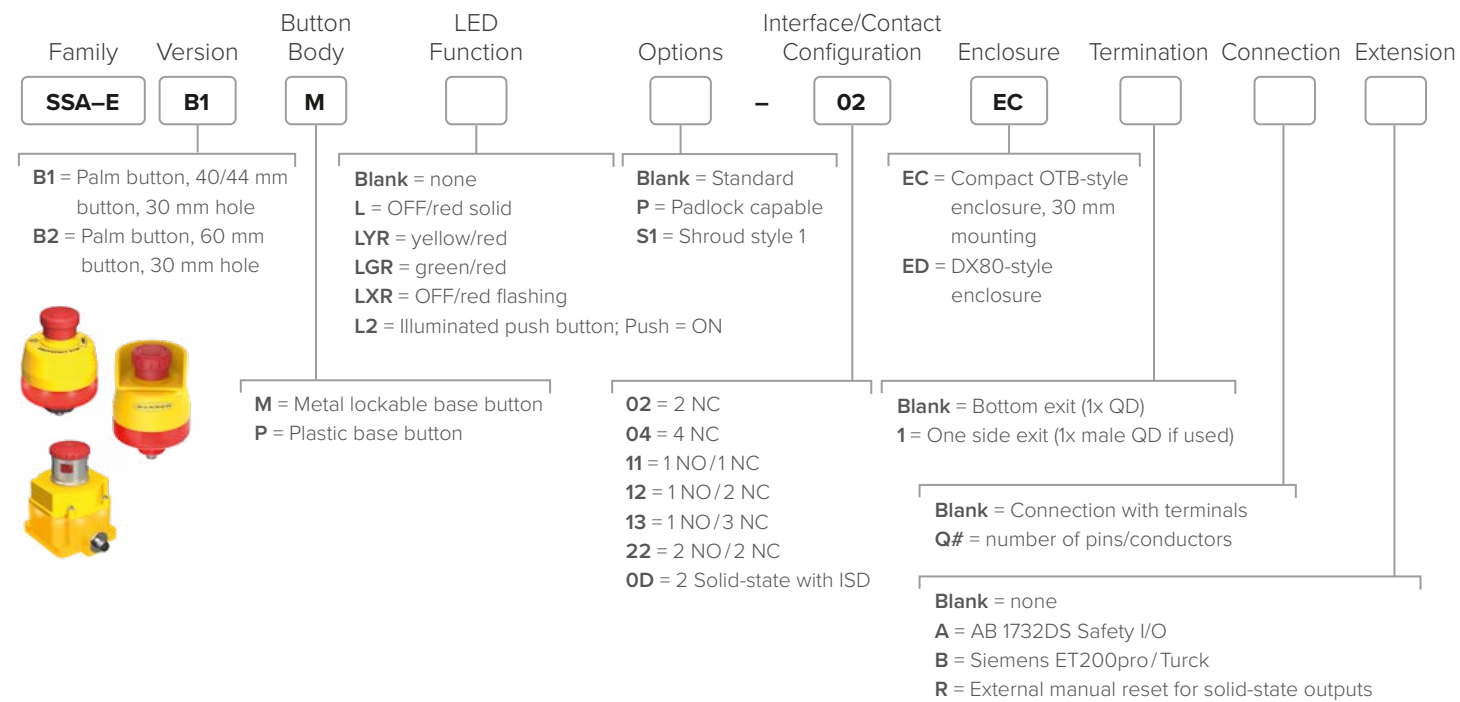 Family
Version
Button
Body
LED
Function
Options
Interface/Contact
Configuration
Enclosure
Termination
Connection
Extension
SSA–E
B1
M
–
02
EC
B1 = Palm button, 40/44 mm
button, 30 mm hole
B2 = Palm button, 60 mm
button, 30 mm hole
Blank = none
L = OFF/red solid
LYR = yellow/red
LGR = green/red
LXR = OFF/red flashing
L2 = Illuminated push button; Push = ON
Blank = Standard
P = Padlock capable
S1 = Shroud style 1
EC = Compact OTB-style
enclosure, 30 mm
mounting
ED = DX80-style
enclosure
M = Metal lockable base button
P = Plastic base button
02 = 2 NC
04 = 4 NC
11 = 1 NO/1 NC
12 = 1 NO/2 NC
13 = 1 NO/3 NC
22 = 2 NO/2 NC
0D = 2 Solid-state with ISD
Blank = Bottom exit (1x QD)
1 = One side exit (1x male QD if used)
Blank = Connection with terminals
Q# = number of pins/conductors
Blank = none
A = AB 1732DS Safety I/O
B = Siemens ET200pro/Turck
R = External manual reset for solid-state outputs